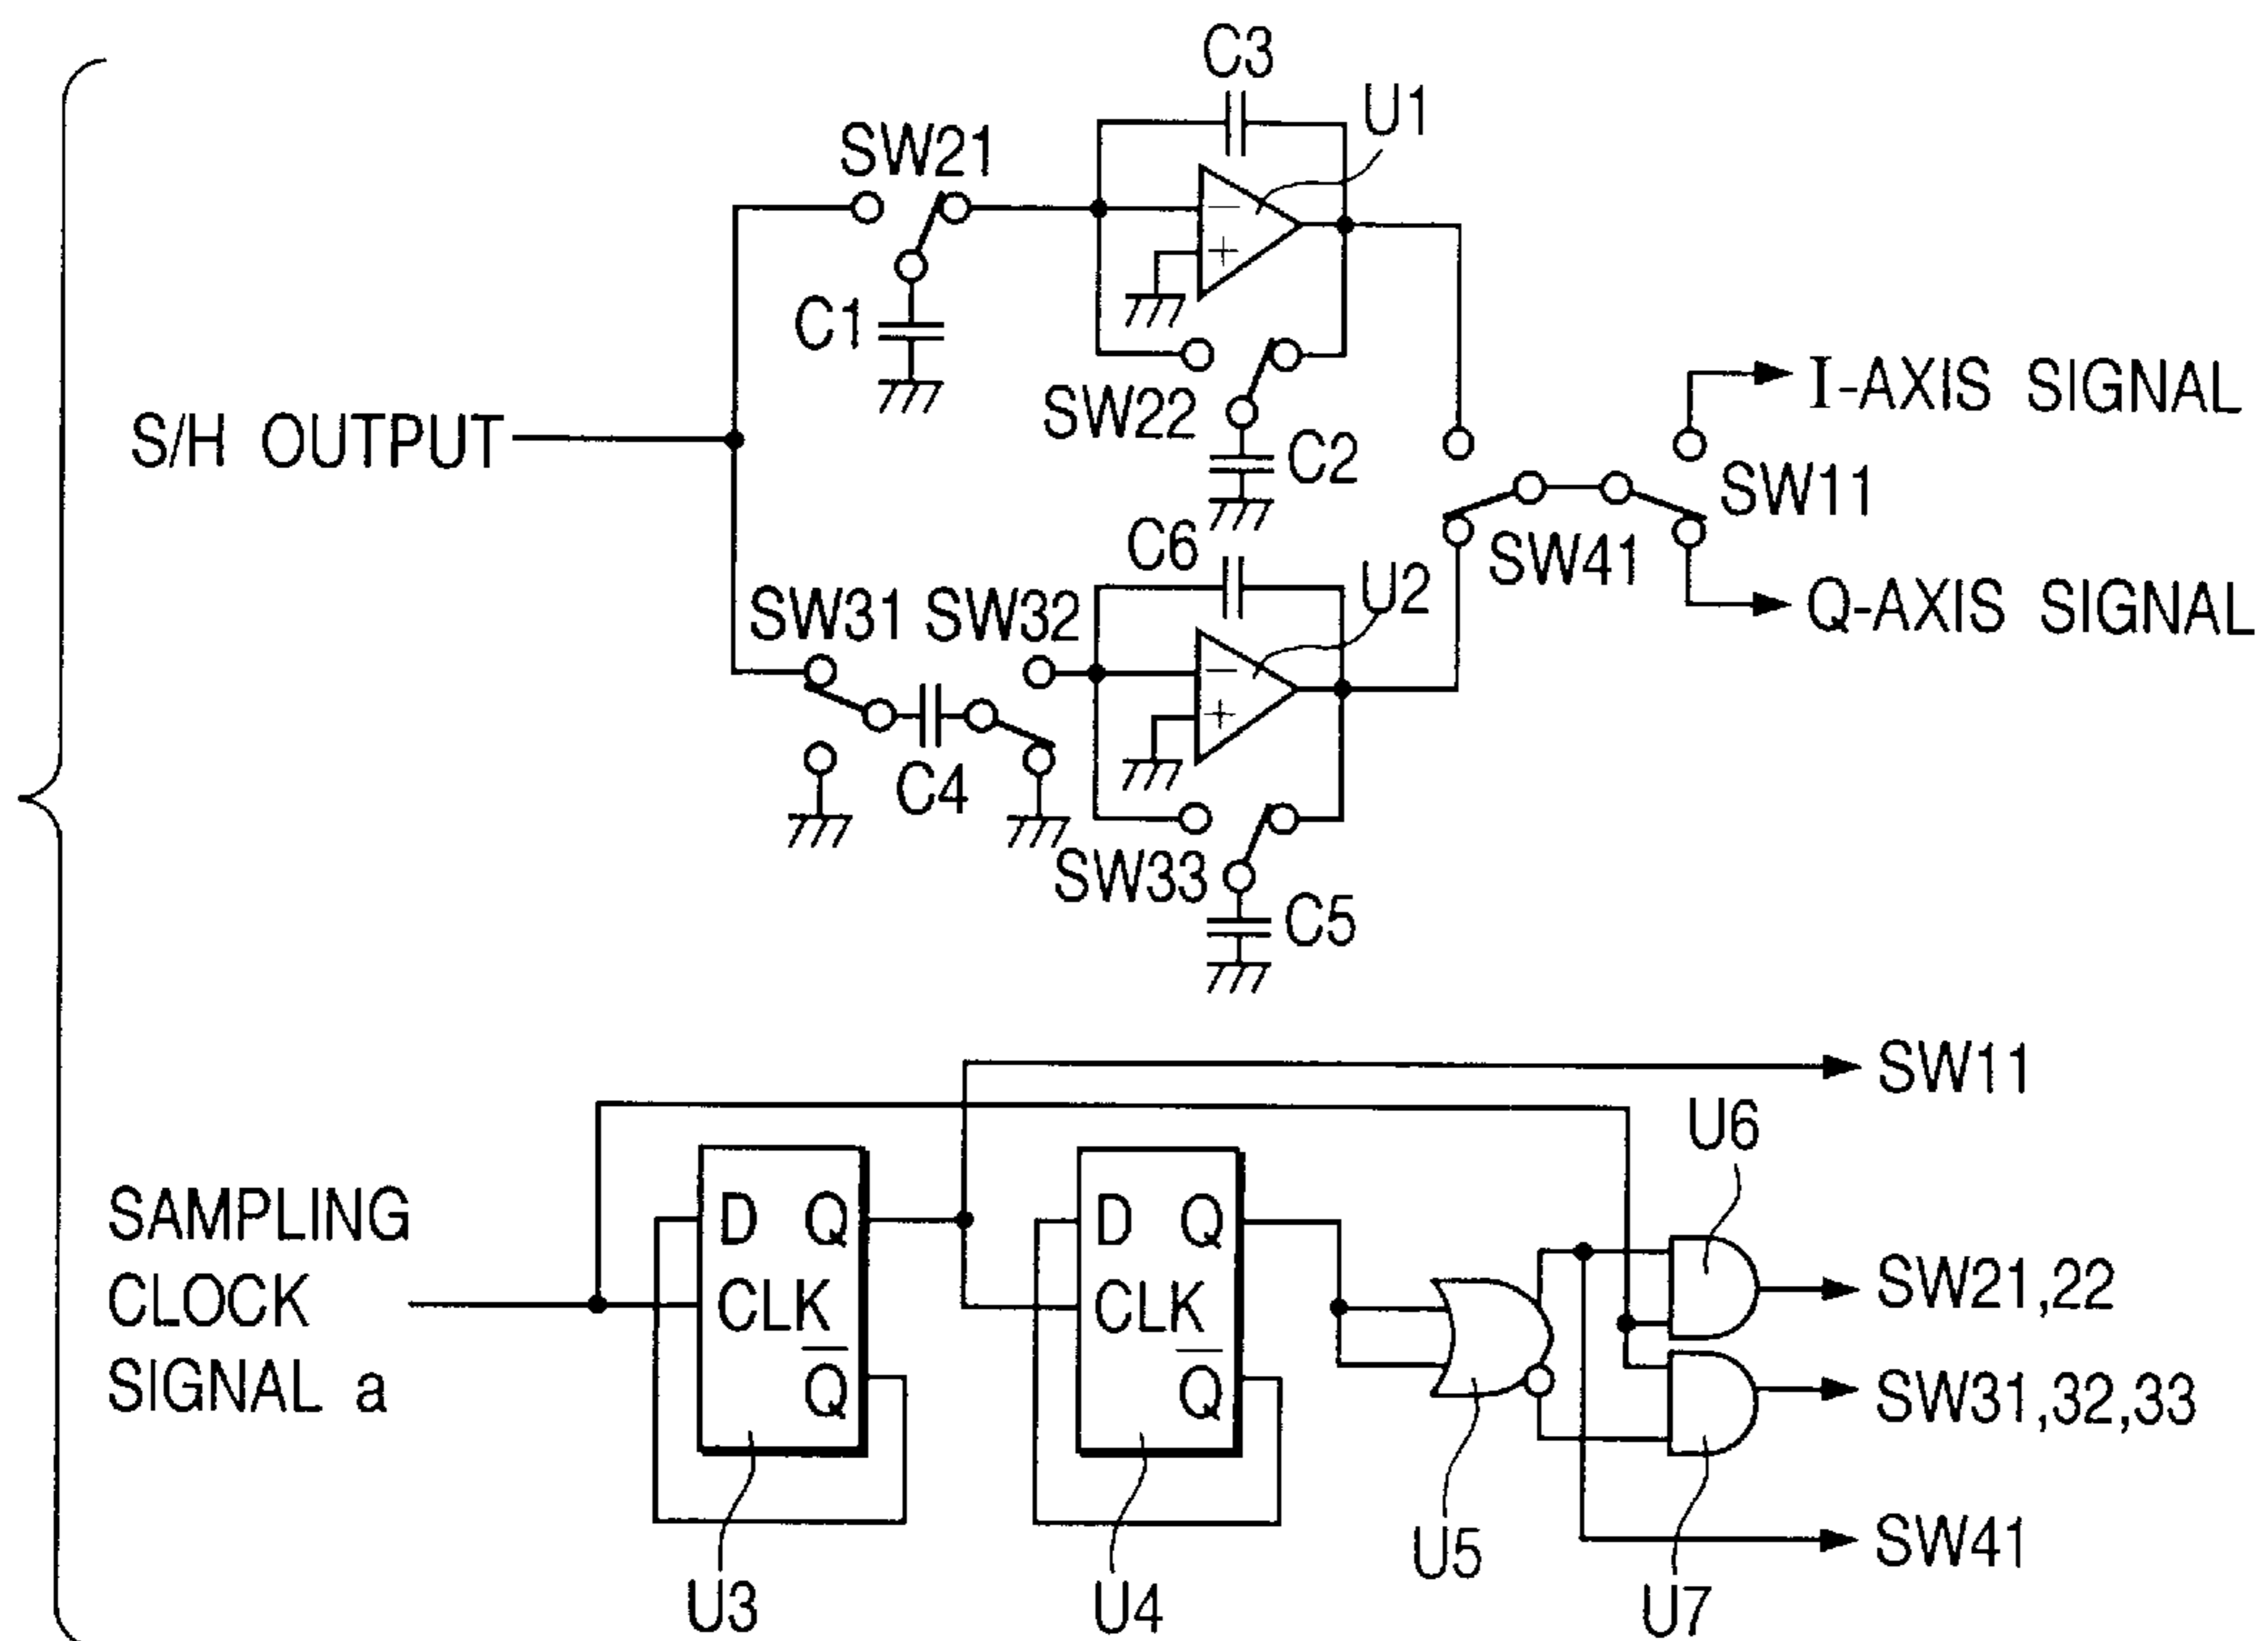 C3
U1
SW21
C1
SW22
C2
S/H OUTPUT
I-AXIS SIGNAL
SW11
SW41
Q-AXIS SIGNAL
C6
U2
SW31 SW32
C4
SW33
C5
SW11
U6
SAMPLING
CLOCK
SIGNAL a
D Q
CLK
Q
D Q
CLK
Q
SW21,22
SW31,32,33
SW41
U3
U4
U5
U7